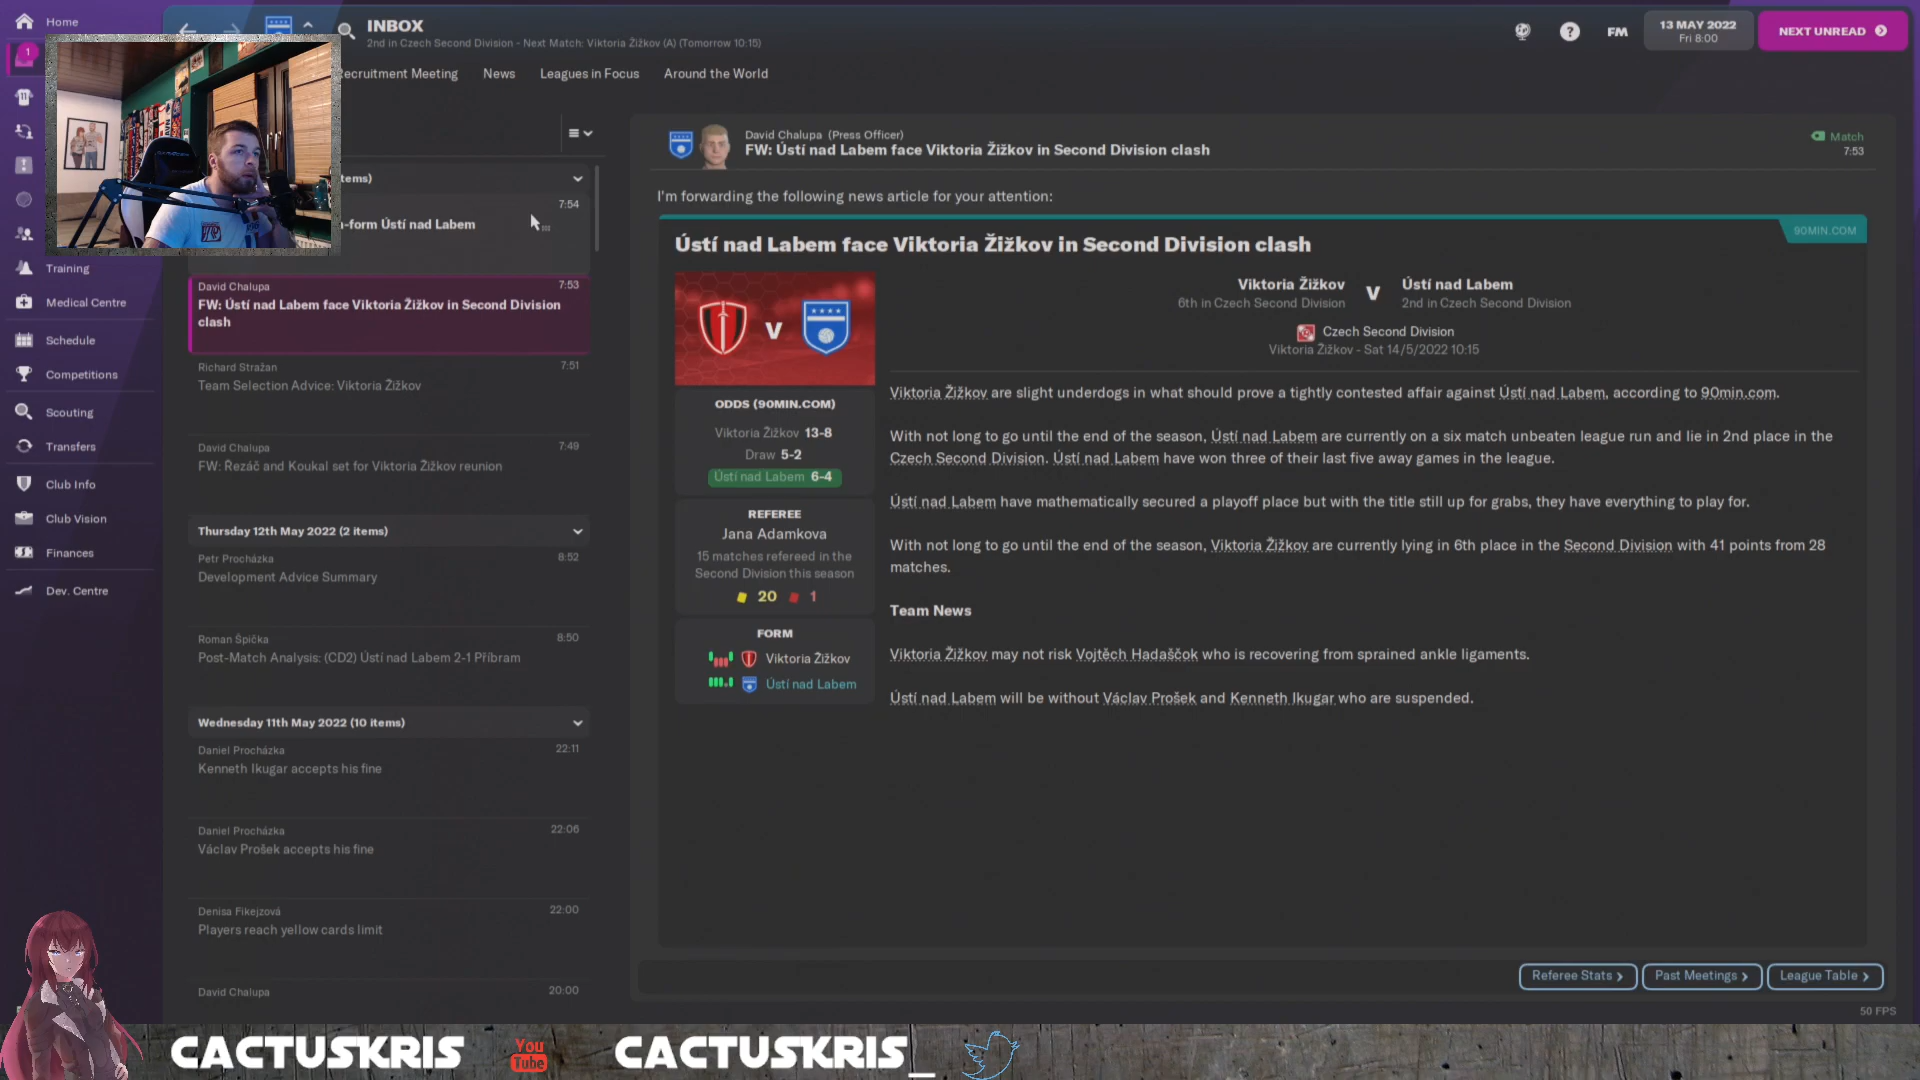 Home
INBOX
2nd in Czech Second Division - Next Match: Viktoria Žižkov (A) (Tomorrow 10:15)
FM
13 MAY 2022
Fri 8:00
NEXT UNREAD
1
Recruitment Meeting
News
Leagues in Focus
Around the World
Training
Medical Centre
Schedule
Competitions
Scouting
Transfers
Club Info
Club Vision
Finances
Dev. Centre
items)
7:54
-form Ústí nad Labem
David Chalupa
7:53
FW: Ústí nad Labem face Viktoria Žižkov in Second Division
clash
Richard Stražan
7:51
Team Selection Advice: Viktoria Žižkov
David Chalupa
7:49
FW: Řezáč and Koukal set for Viktoria Žižkov reunion
Thursday 12th May 2022 (2 items)
Petr Procházka
8:52
Development Advice Summary
Roman Špička
8:50
Post-Match Analysis: (CD2) Ústí nad Labem 2-1 Příbram
Wednesday 11th May 2022 (10 items)
Daniel Procházka
22:11
Kenneth Ikugar accepts his fine
Daniel Procházka
22:06
Václav Prošek accepts his fine
Denisa Fikejzová
22:00
Players reach yellow cards limit
David Chalupa
20:00
David Chalupa (Press Officer)
FW: Ústí nad Labem face Viktoria Žižkov in Second Division clash
Match
7:53
I'm forwarding the following news article for your attention:
90MIN.COM
Ústí nad Labem face Viktoria Žižkov in Second Division clash
V
Viktoria Žižkov
6th in Czech Second Division
V
Ústí nad Labem
2nd in Czech Second Division
Czech Second Division
Viktoria Žižkov - Sat 14/5/2022 10:15
ODDS (90MIN.COM)
Viktoria Žižkov 13-8
Draw 5-2
Ústí nad Labem 6-4
REFEREE
Jana Adamkova
15 matches refereed in the
Second Division this season
20 1
FORM
Viktoria Žižkov
Ústí nad Labem
Viktoria Žižkov are slight underdogs in what should prove a tightly contested affair against Ústí nad Labem, according to 90min.com.
With not long to go until the end of the season, Ústí nad Labem are currently on a six match unbeaten league run and lie in 2nd place in the
Czech Second Division. Ústí nad Labem have won three of their last five away games in the league.
Ústí nad Labem have mathematically secured a playoff place but with the title still up for grabs, they have everything to play for.
With not long to go until the end of the season, Viktoria Žižkov are currently lying in 6th place in the Second Division with 41 points from 28
matches.
Team News
Viktoria Žižkov may not risk Vojtěch Hadaščok who is recovering from sprained ankle ligaments.
Ústí nad Labem will be without Václav Prošek and Kenneth Ikugar who are suspended.
Referee Stats
Past Meetings
League Table
50 FPS
CACTUSKRIS
You
Tube
CACTUSKRIS_